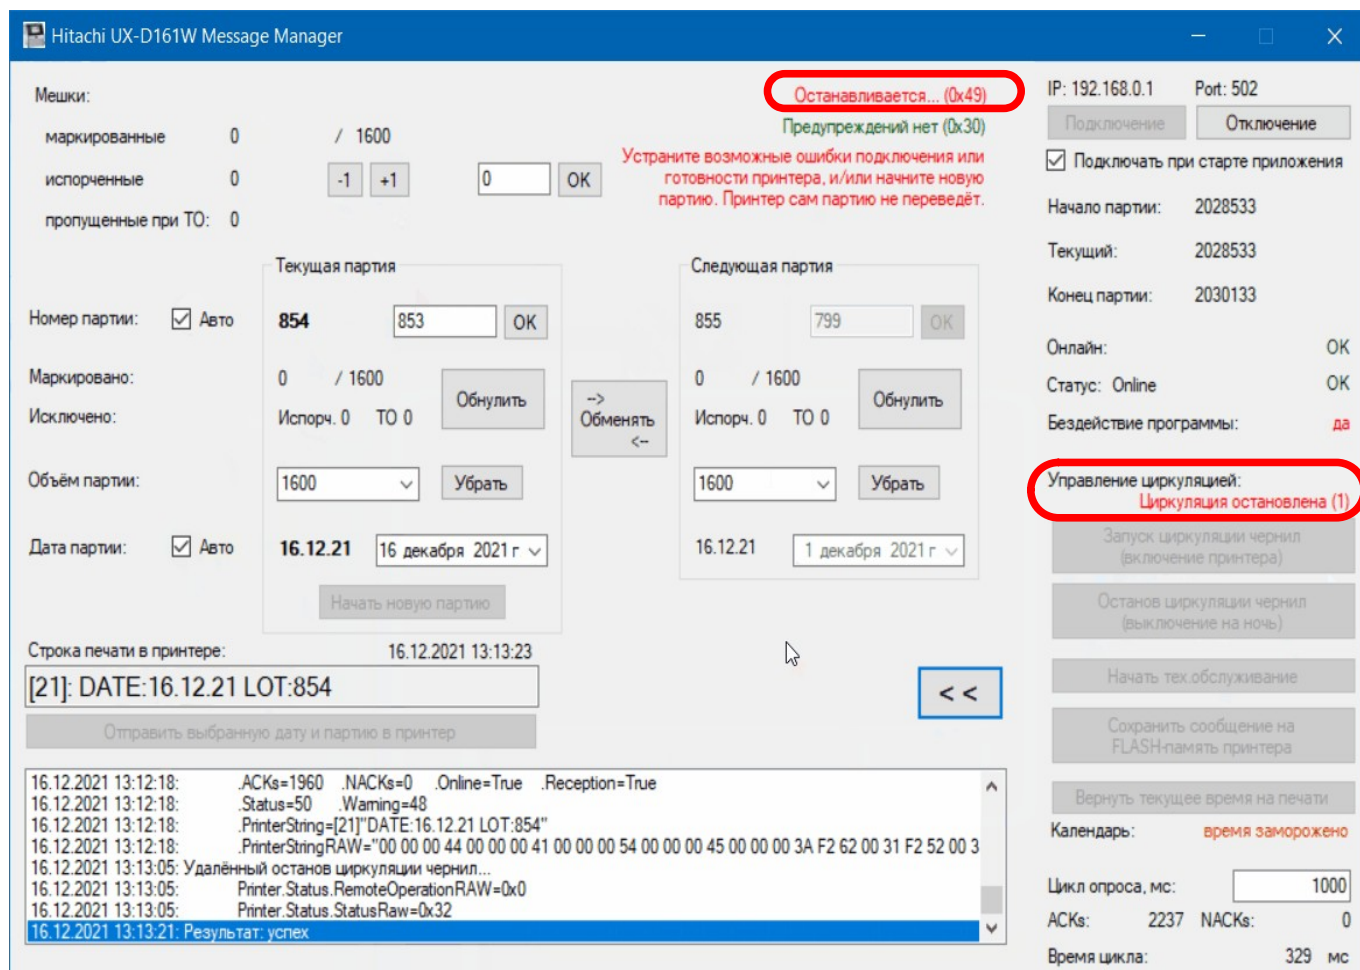 Hitachi UX-D161W Message Manager
Мешки:
маркированные 0 / 1600
испорченные 0 -1 +1 0 OK
пропущенные при ТО: 0
Останавливается... (0x49)
Предупреждений нет (0x30)
Устраните возможные ошибки подключения или
готовности принтера, и/или начните новую
партию. Принтер сам партию не переведёт.
Текущая партия
Следующая партия
Номер партии: Авто 854 853 OK 855 799 OK
Маркировано: 0 / 1600 0 / 1600
Обнулить Обнулить
Исключено: Испорч. 0 ТО 0 Испорч. 0 ТО 0
-->
Обменять
<--
Объём партии: 1600 Убрать 1600 Убрать
Дата партии: Авто 16.12.21 16 декабря 2021 г 16.12.21 1 декабря 2021 г
Начать новую партию
Строка печати в принтере: 16.12.2021 13:13:23
[21]: DATE:16.12.21 LOT:854
<<
Отправить выбранную дату и партию в принтер
16.12.2021 13:12:18: .ACKs=1960 .NACKs=0 .Online=True .Reception=True
16.12.2021 13:12:18: .Status=50 .Warning=48
16.12.2021 13:12:18: .PrinterString=[21]"DATE:16.12.21 LOT:854"
16.12.2021 13:12:18: .PrinterStringRAW="00 00 00 44 00 00 00 41 00 00 00 54 00 00 00 45 00 00 00 3A F2 62 00 31 F2 52 00 3
16.12.2021 13:13:05: Удалённый останов циркуляции чернил...
16.12.2021 13:13:05: Printer.Status.RemoteOperationRAW=0x0
16.12.2021 13:13:05: Printer.Status.StatusRaw=0x32
16.12.2021 13:13:21: Результат: успех
IP: 192.168.0.1 Port: 502
Подключение Отключение
Подключать при старте приложения
Начало партии: 2028533
Текущий: 2028533
Конец партии: 2030133
Онлайн: OK
Статус: Online OK
Бездействие программы: да
Управление циркуляцией:
Циркуляция остановлена (1)
Запуск циркуляции чернил
(включение принтера)
Останов циркуляции чернил
(выключение на ночь)
Начать тех.обслуживание
Сохранить сообщение на
FLASH-память принтера
Вернуть текущее время на печати
Календарь: время заморожено
Цикл опроса, мс: 1000
ACKs: 2237 NACKs: 0
Время цикла: 329 мс